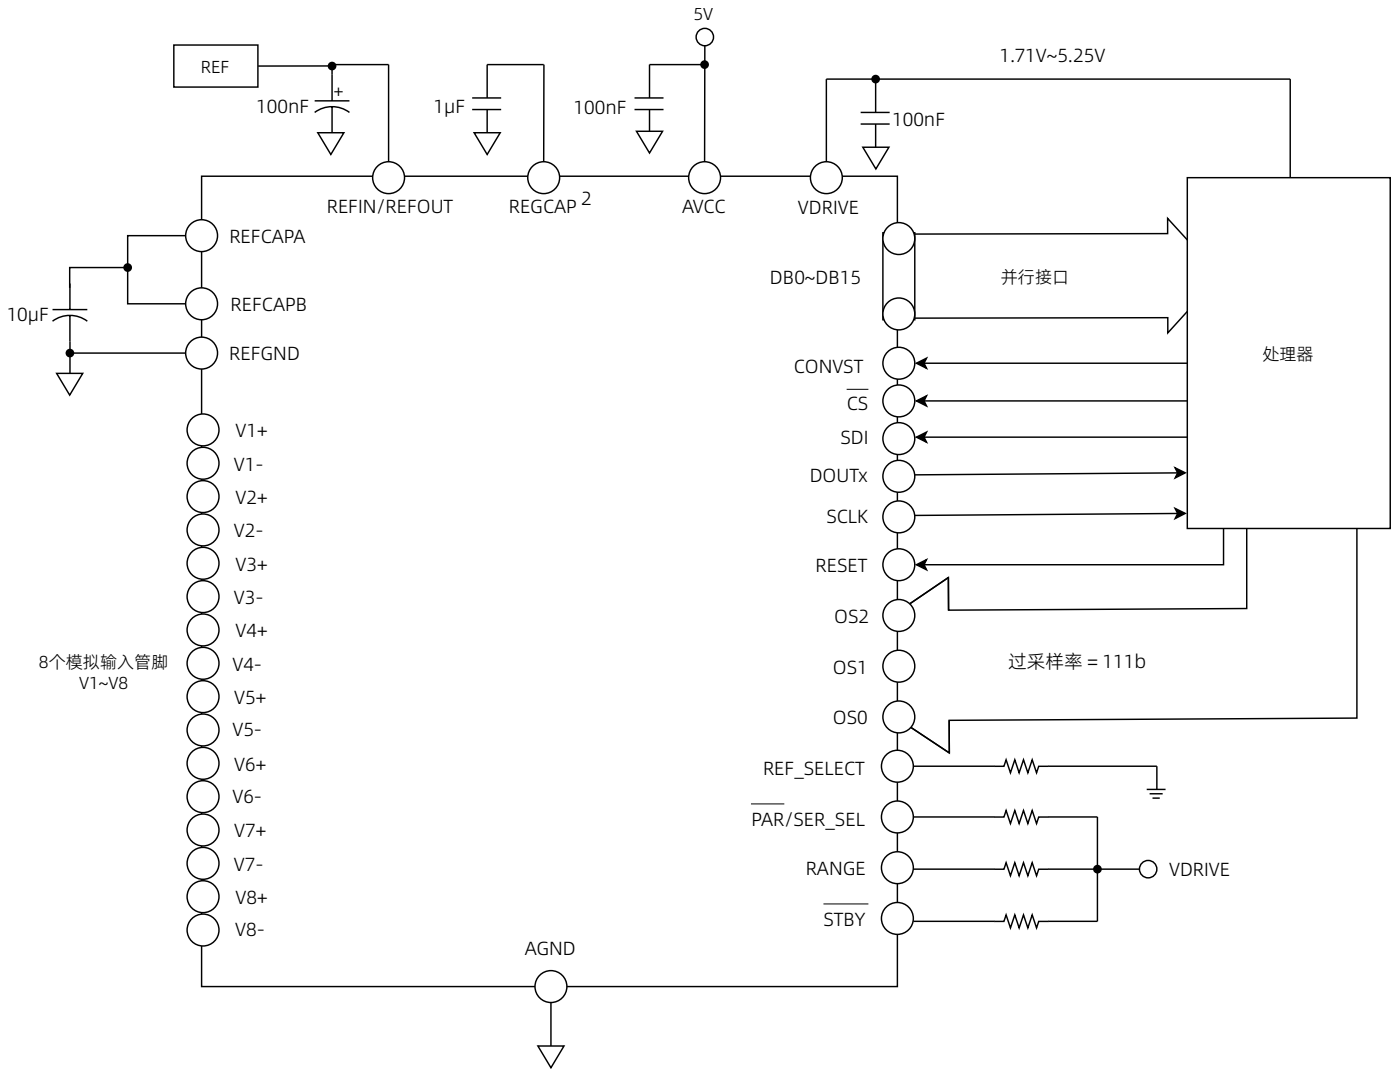 5V
REF
1.71V~5.25V
+
100nF
1μF
100nF
100nF
REFIN/REFOUT
REGCAP 2
AVCC
VDRIVE
REFCAPA
DB0~DB15
并行接口
REFCAPB
10μF
REFGND
处理器
CONVST
CS
V1+
SDI
V1-
DOUTx
V2+
SCLK
V2-
V3+
RESET
V3-
OS2
V4+
8个模拟输入管脚
V1~V8
V4-
OS1
过采样率 = 111b
V5+
OS0
V5-
V6+
REF_SELECT
V6-
PAR/SER_SEL
V7+
V7-
RANGE
VDRIVE
V8+
STBY
V8-
AGND